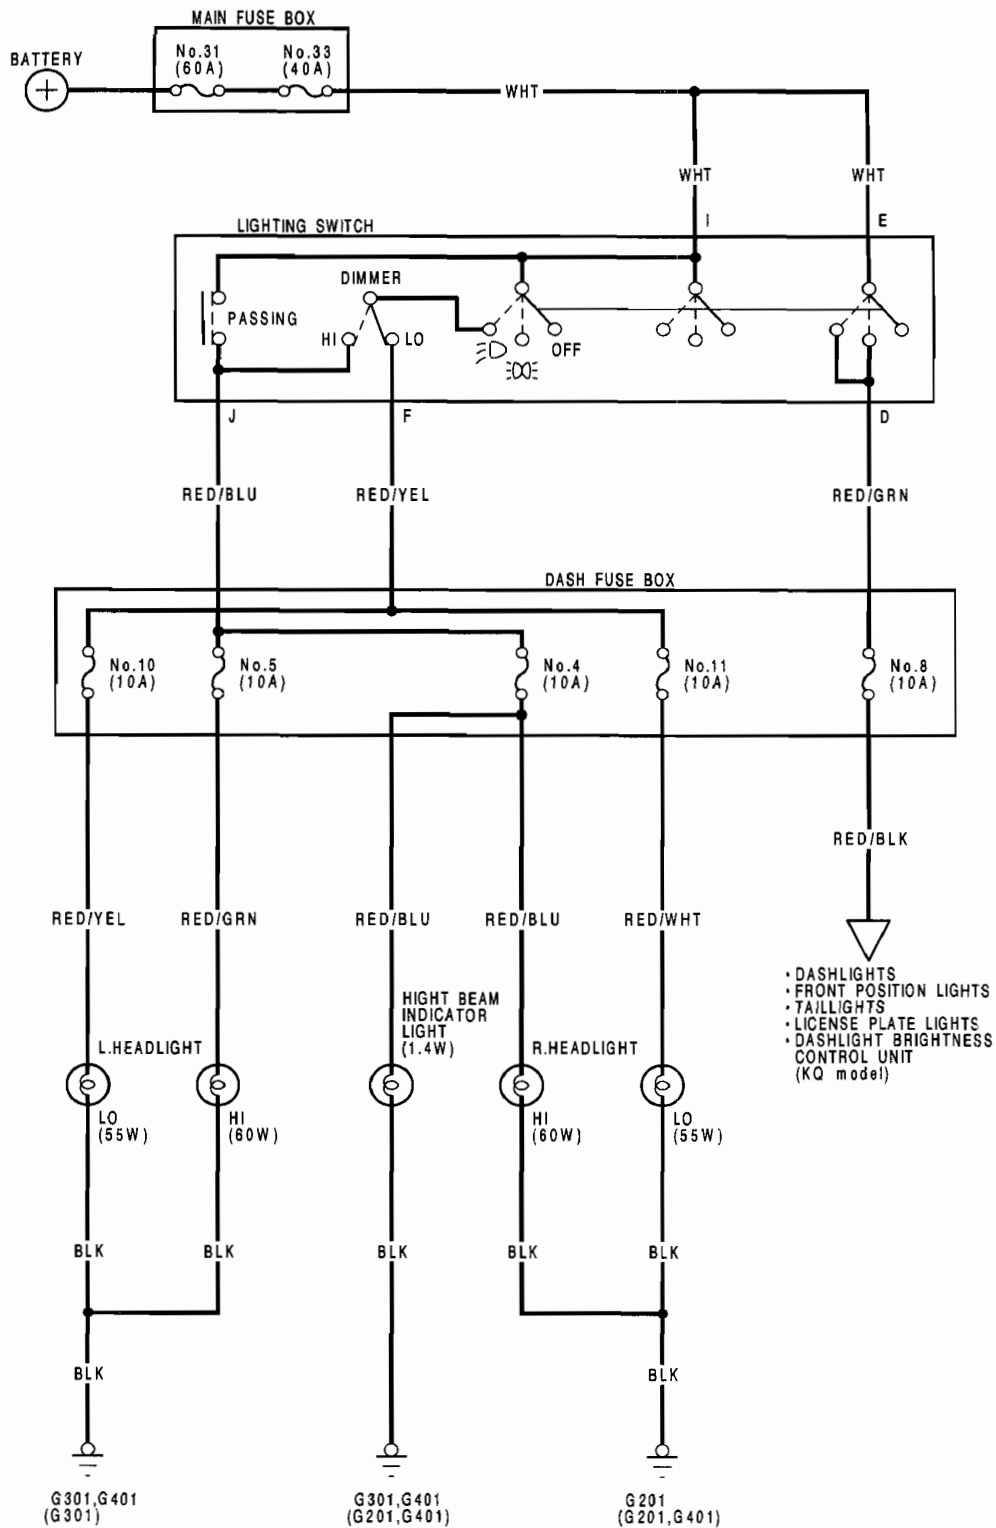 MAIN FUSE BOX
BATTERY
No.31
(60A)
No.33
(40A)
+
WHT
WHT
WHT
LIGHTING SWITCH
I
E
DIMMER
PASSING
HI
LO
OFF
J
F
D
RED/BLU
RED/YEL
RED/GRN
DASH FUSE BOX
No.10
(10A)
No.5
(10A)
No.4
(10A)
No.11
(10A)
No.8
(10A)
RED/BLK
RED/YEL
RED/GRN
RED/BLU
RED/BLU
RED/WHT
· DASHLIGHTS
· FRONT POSITION LIGHTS
· TAILLIGHTS
· LICENSE PLATE LIGHTS
· DASHLIGHT BRIGHTNESS
CONTROL UNIT
(KQ model)
HIGHT BEAM
INDICATOR
LIGHT
(1.4W)
L.HEADLIGHT
R.HEADLIGHT
LO
(55W)
HI
(60W)
HI
(60W)
LO
(55W)
BLK
BLK
BLK
BLK
BLK
BLK
BLK
G301,G401
(G301)
G301,G401
(G201,G401)
G201
(G201,G401)